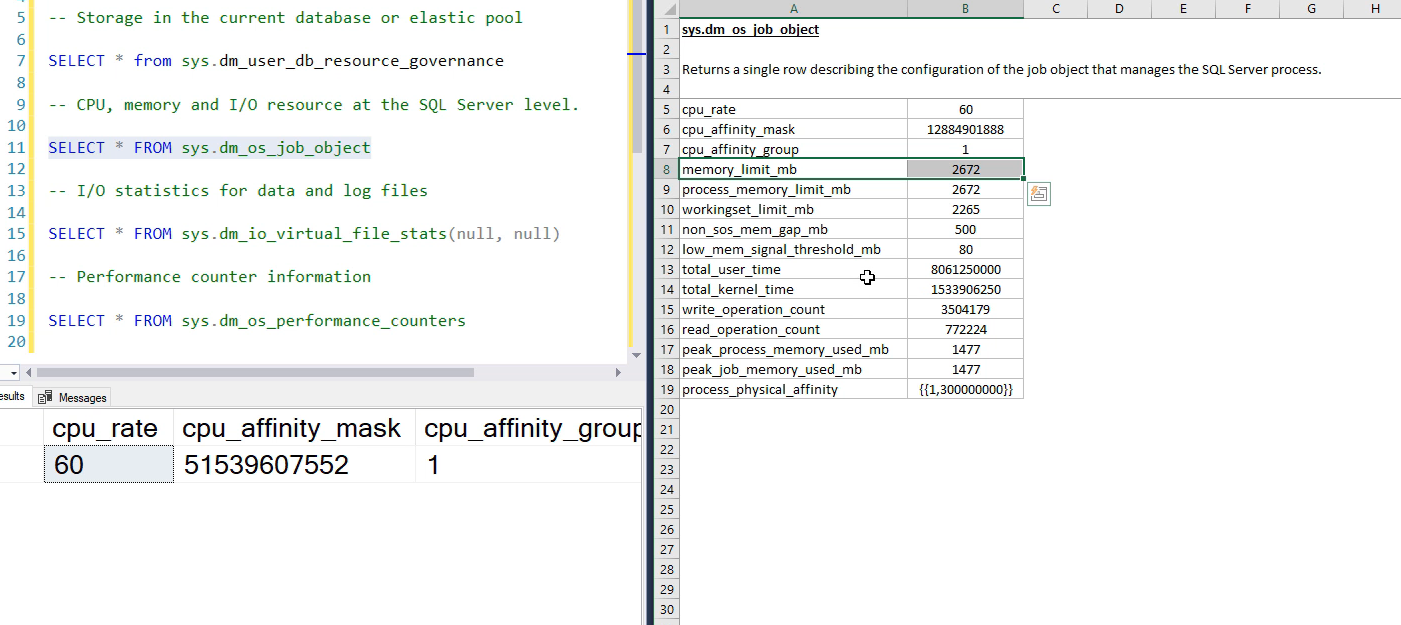 5 -- Storage in the current database or elastic pool
6
7 SELECT * from sys.dm_user_db_resource_governance
8
9 -- CPU, memory and I/O resource at the SQL Server level.
10
11 SELECT * FROM sys.dm_os_job_object
12
13 -- I/O statistics for data and log files
14
15 SELECT * FROM sys.dm_io_virtual_file_stats(null, null)
16
17 -- Performance counter information
18
19 SELECT * FROM sys.dm_os_performance_counters
20
esults Messages
cpu_rate cpu_affinity_mask cpu_affinity_group
60 51539607552 1
A B C D E F G H
1 sys.dm_os_job_object
2
3 Returns a single row describing the configuration of the job object that manages the SQL Server process.
4
5 cpu_rate 60
6 cpu_affinity_mask 12884901888
7 cpu_affinity_group 1
8 memory_limit_mb 2672
9 process_memory_limit_mb 2672
10 workingset_limit_mb 2265
11 non_sos_mem_gap_mb 500
12 low_mem_signal_threshold_mb 80
13 total_user_time 8061250000
14 total_kernel_time 1533906250
15 write_operation_count 3504179
16 read_operation_count 772224
17 peak_process_memory_used_mb 1477
18 peak_job_memory_used_mb 1477
19 process_physical_affinity {{1,300000000}}
20
21
22
23
24
25
26
27
28
29
30